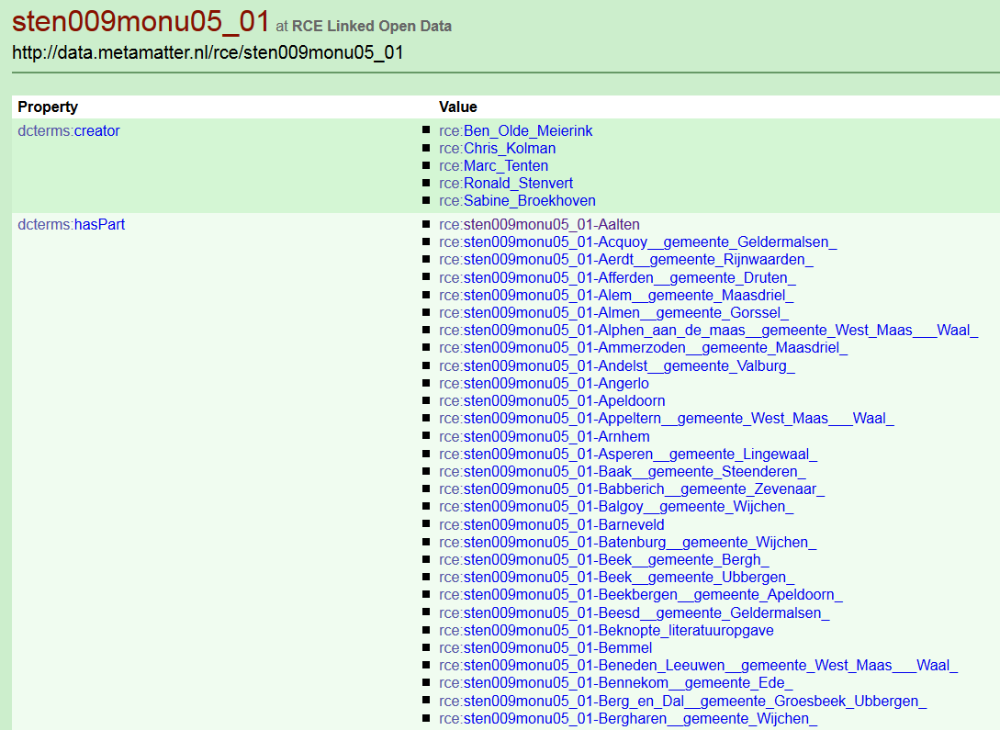 sten009monu05_01 at RCE Linked Open Data
http://data.metamatter.nl/rce/sten009monu05_01
Property Value
dcterms:creator rce:Ben_Olde_Meierink
rce:Chris_Kolman
rce:Marc_Tenten
rce:Ronald_Stenvert
rce:Sabine_Broekhoven
dcterms:hasPart rce:sten009monu05_01-Aalten
rce:sten009monu05_01-Acquoy__gemeente_Geldermalsen_
rce:sten009monu05_01-Aerdt__gemeente_Rijnwaarden_
rce:sten009monu05_01-Afferden__gemeente_Druten_
rce:sten009monu05_01-Alem__gemeente_Maasdriel_
rce:sten009monu05_01-Almen__gemeente_Gorssel_
rce:sten009monu05_01-Alphen_aan_de_maas__gemeente_West_Maas___Waal_
rce:sten009monu05_01-Ammerzoden__gemeente_Maasdriel_
rce:sten009monu05_01-Andelst__gemeente_Valburg_
rce:sten009monu05_01-Angerlo
rce:sten009monu05_01-Apeldoorn
rce:sten009monu05_01-Appeltern__gemeente_West_Maas___Waal_
rce:sten009monu05_01-Arnhem
rce:sten009monu05_01-Asperen__gemeente_Lingewaal_
rce:sten009monu05_01-Baak__gemeente_Steenderen_
rce:sten009monu05_01-Babberich__gemeente_Zevenaar_
rce:sten009monu05_01-Balgoy__gemeente_Wijchen_
rce:sten009monu05_01-Barneveld
rce:sten009monu05_01-Batenburg__gemeente_Wijchen_
rce:sten009monu05_01-Beek__gemeente_Bergh_
rce:sten009monu05_01-Beek__gemeente_Ubbergen_
rce:sten009monu05_01-Beekbergen__gemeente_Apeldoorn_
rce:sten009monu05_01-Beesd__gemeente_Geldermalsen_
rce:sten009monu05_01-Beknopte_literatuuropgave
rce:sten009monu05_01-Bemmel
rce:sten009monu05_01-Beneden_Leeuwen__gemeente_West_Maas___Waal_
rce:sten009monu05_01-Bennekom__gemeente_Ede_
rce:sten009monu05_01-Berg_en_Dal__gemeente_Groesbeek_Ubbergen_
rce:sten009monu05_01-Bergharen__gemeente_Wijchen_